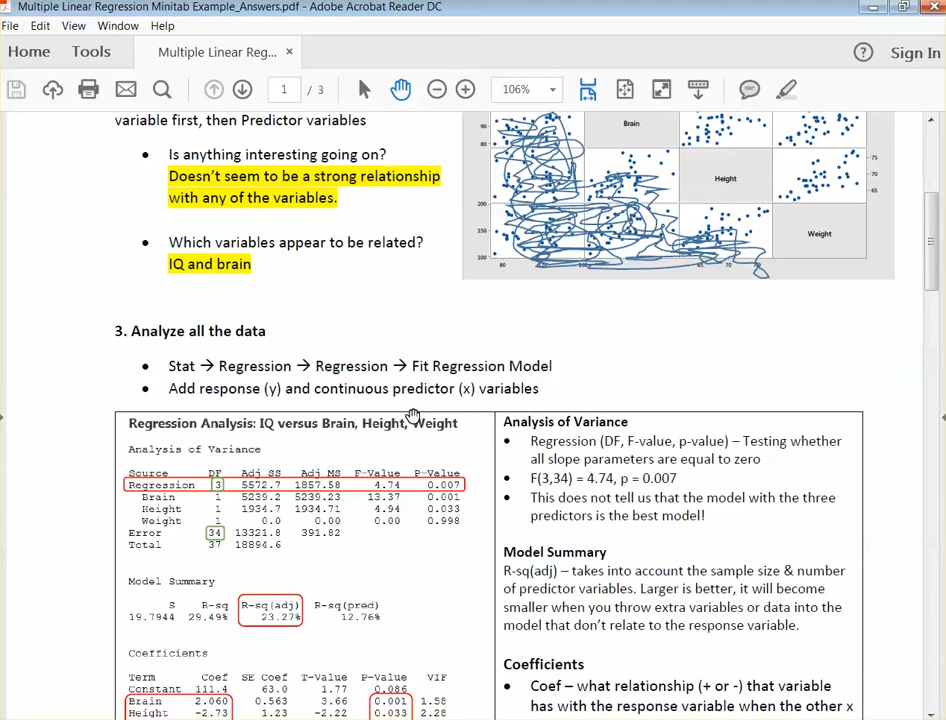 Multiple Linear Regression Minitab Example_Answers.pdf - Adobe Acrobat Reader DC
File Edit View Window Help
Home Tools Multiple Linear Reg... × Sign In
1 / 3 106%
variable first, then Predictor variables
• Is anything interesting going on?
Doesn't seem to be a strong relationship
with any of the variables.
• Which variables appear to be related?
IQ and brain
90
80
Brain
Height
75
70
65
200
150
100
Weight
80
100
65 70
3. Analyze all the data
• Stat → Regression → Regression → Fit Regression Model
• Add response (y) and continuous predictor (x) variables
Regression Analysis: IQ versus Brain, Height, Weight
Analysis of Variance
Source DF Adj SS Adj MS F-Value P-Value
Regression 3 5572.7 1857.58 4.74 0.007
Brain 1 5239.2 5239.23 13.37 0.001
Height 1 1934.7 1934.71 4.94 0.033
Weight 1 0.0 0.00 0.00 0.998
Error 34 13321.8 391.82
Total 37 18894.6
Model Summary
S R-sq R-sq(adj) R-sq(pred)
19.7944 29.49% 23.27% 12.76%
Coefficients
Term Coef SE Coef T-Value P-Value VIF
Constant 111.4 63.0 1.77 0.086
Brain 2.060 0.563 3.66 0.001 1.58
Height -2.73 1.23 -2.22 0.033 2.28
Analysis of Variance
• Regression (DF, F-value, p-value) – Testing whether
all slope parameters are equal to zero
• F(3,34) = 4.74, p = 0.007
• This does not tell us that the model with the three
predictors is the best model!
Model Summary
R-sq(adj) – takes into account the sample size & number
of predictor variables. Larger is better, it will become
smaller when you throw extra variables or data into the
model that don't relate to the response variable.
Coefficients
• Coef – what relationship (+ or -) that variable
has with the response variable when the other x